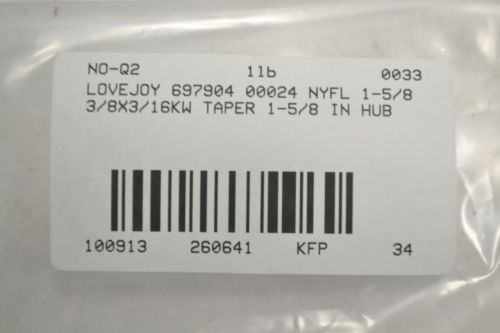 NO-Q2 1lb 0033
LOVEJOY 697904 00024 NYFL 1-5/8
3/8X3/16KW TAPER 1-5/8 IN HUB
100913 260641 KFP 34